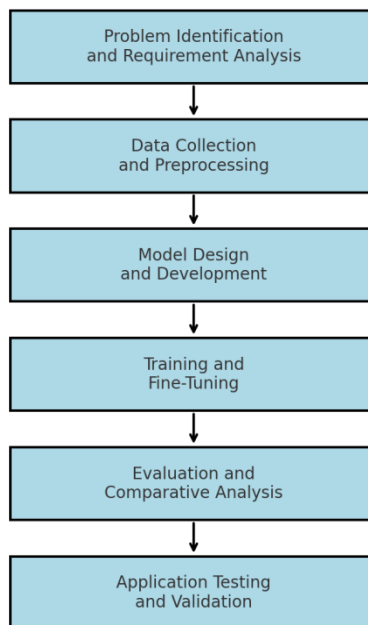 Problem Identification
and Requirement Analysis
Data Collection
and Preprocessing
Model Design
and Development
Training and
Fine-Tuning
Evaluation and
Comparative Analysis
Application Testing
and Validation